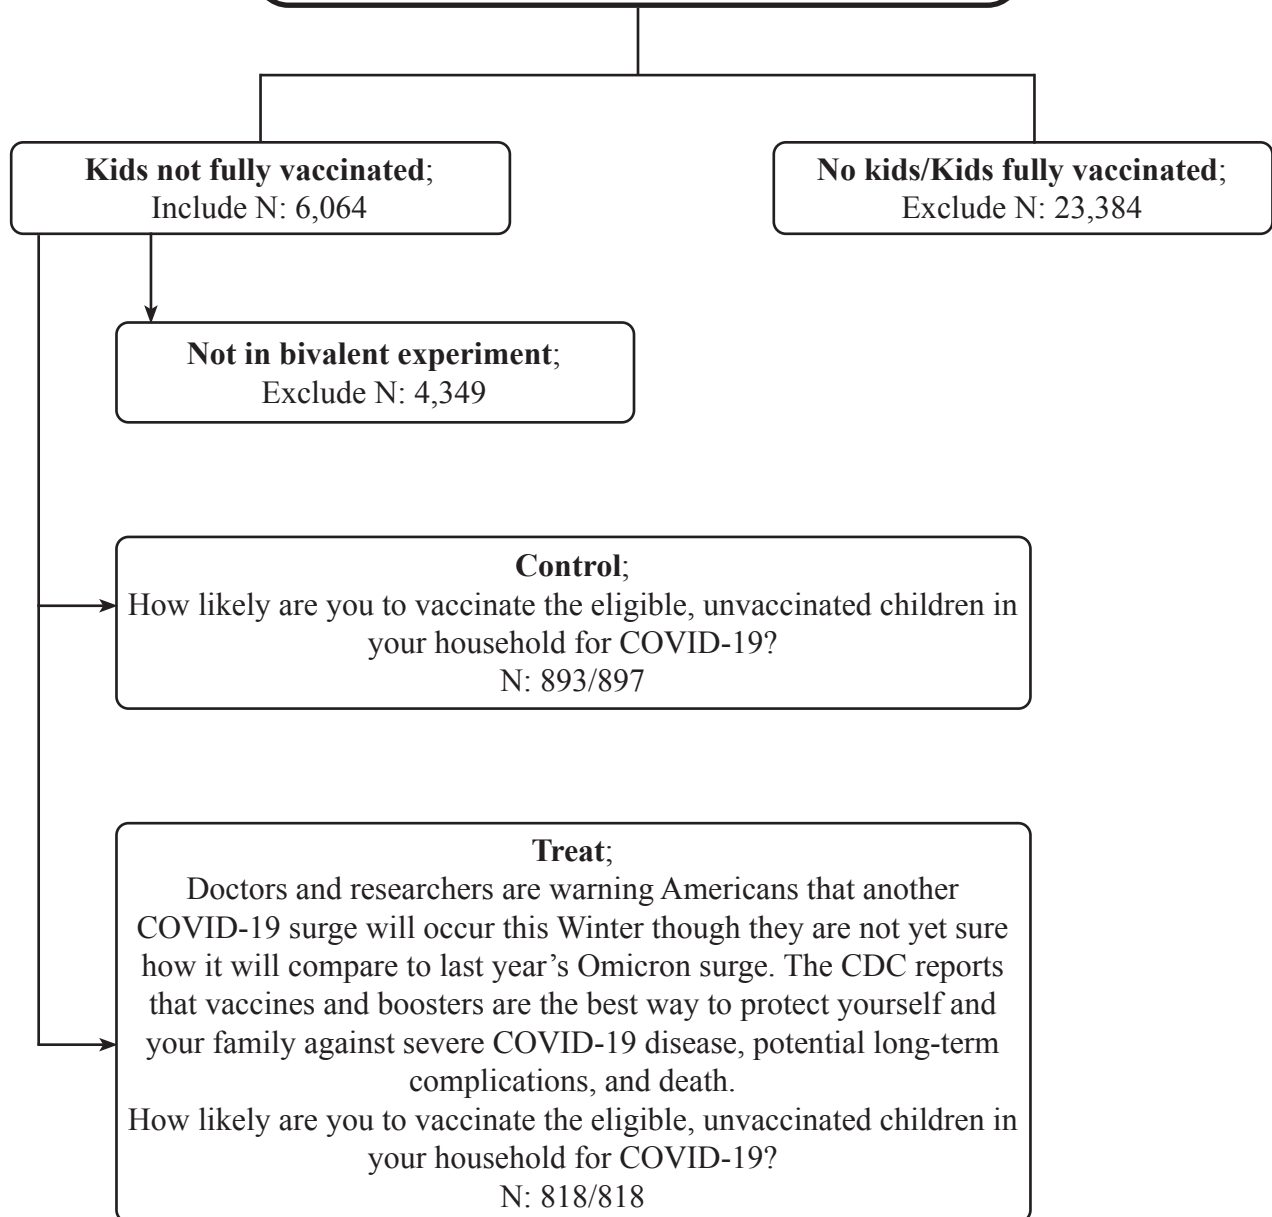 Kids not fully vaccinated;
Include N: 6,064
No kids/Kids fully vaccinated;
Exclude N: 23,384
Not in bivalent experiment;
Exclude N: 4,349
Control;
How likely are you to vaccinate the eligible, unvaccinated children in
your household for COVID-19?
N: 893/897
Treat;
Doctors and researchers are warning Americans that another
COVID-19 surge will occur this Winter though they are not yet sure
how it will compare to last year’s Omicron surge. The CDC reports
that vaccines and boosters are the best way to protect yourself and
your family against severe COVID-19 disease, potential long-term
complications, and death.
How likely are you to vaccinate the eligible, unvaccinated children in
your household for COVID-19?
N: 818/818